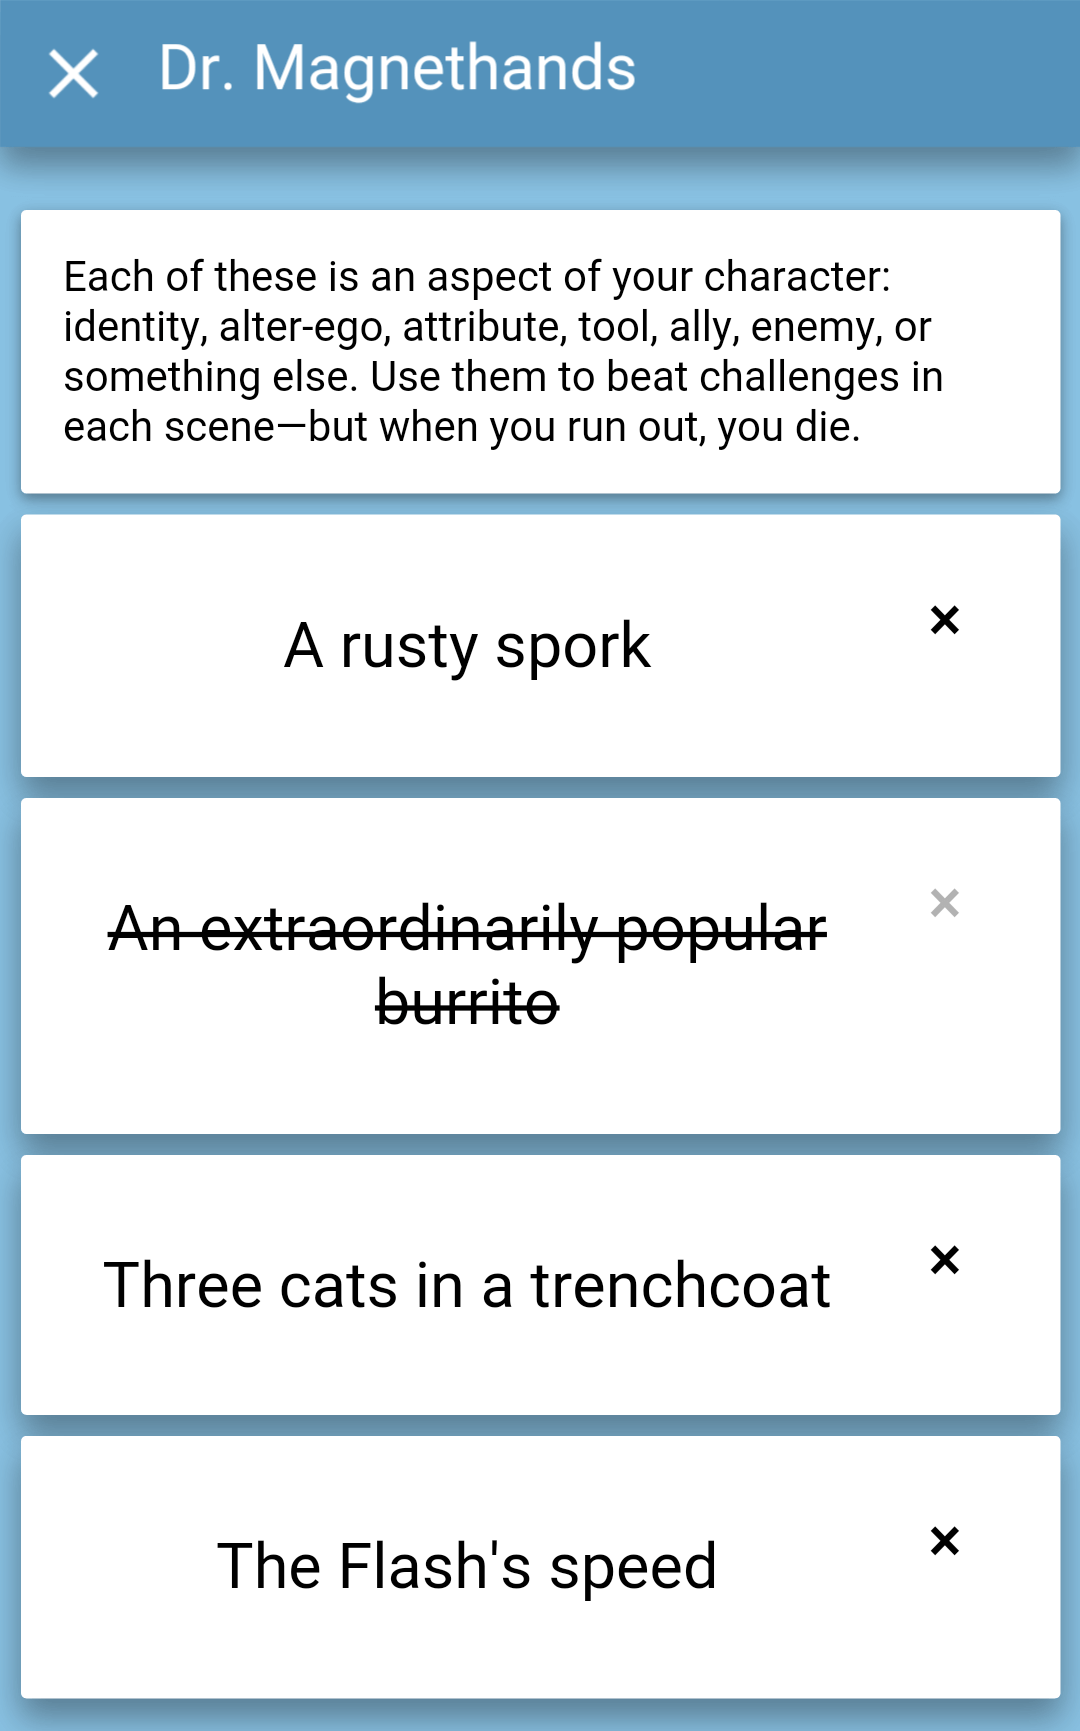 Dr. Magnethands
Each of these is an aspect of your character:
identity, alter-ego, attribute, tool, ally, enemy, or
something else. Use them to beat challenges in
each scene—but when you run out, you die.
A rusty spork
An extraordinarily popular
burrito
Three cats in a trenchcoat
The Flash's speed